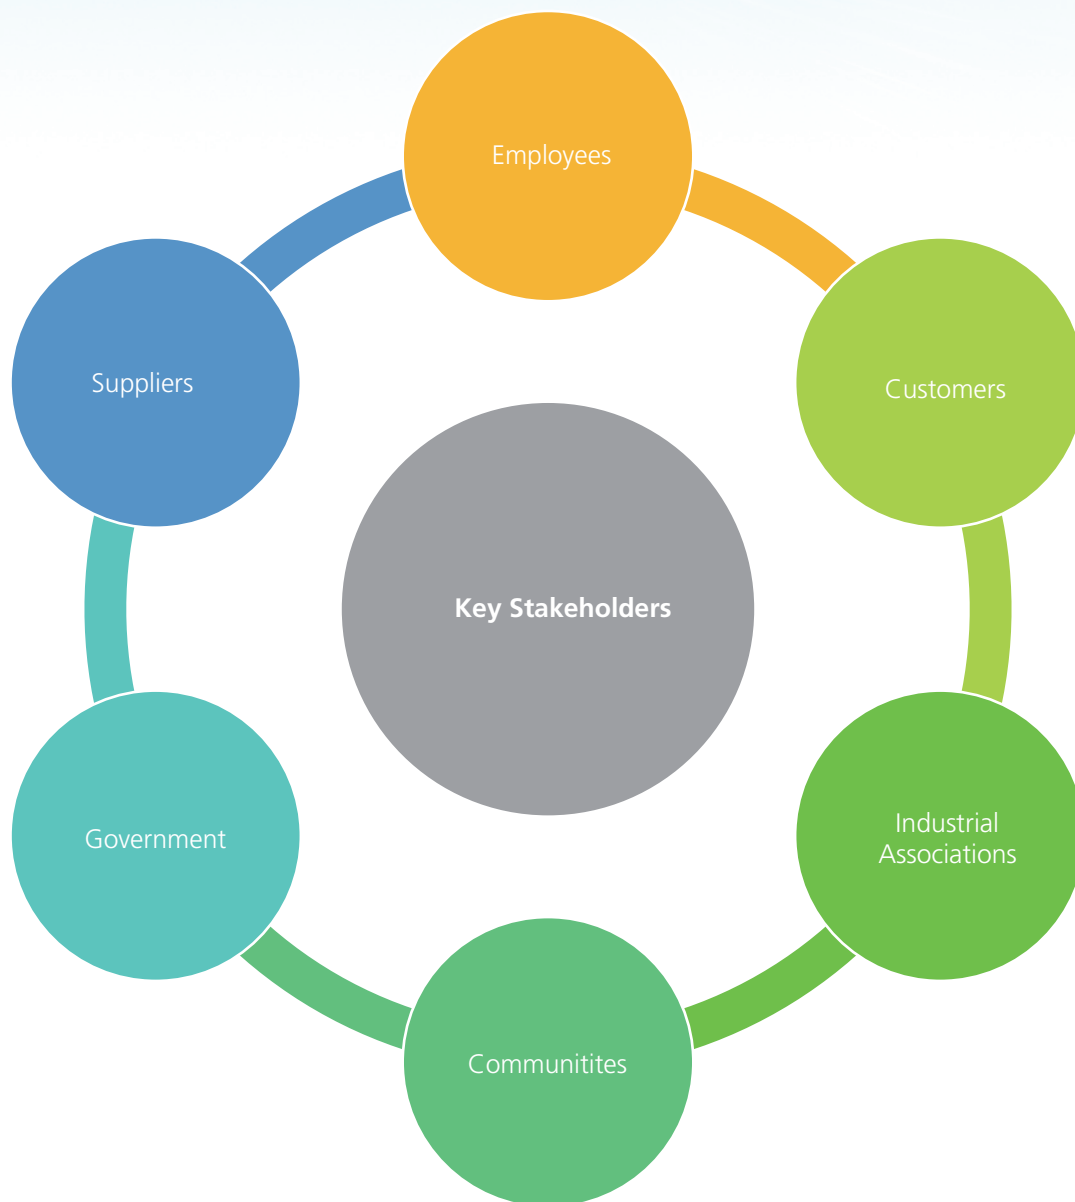 Employees
Suppliers
Customers
Key Stakeholders
Government
Industrial
Associations
Communitites